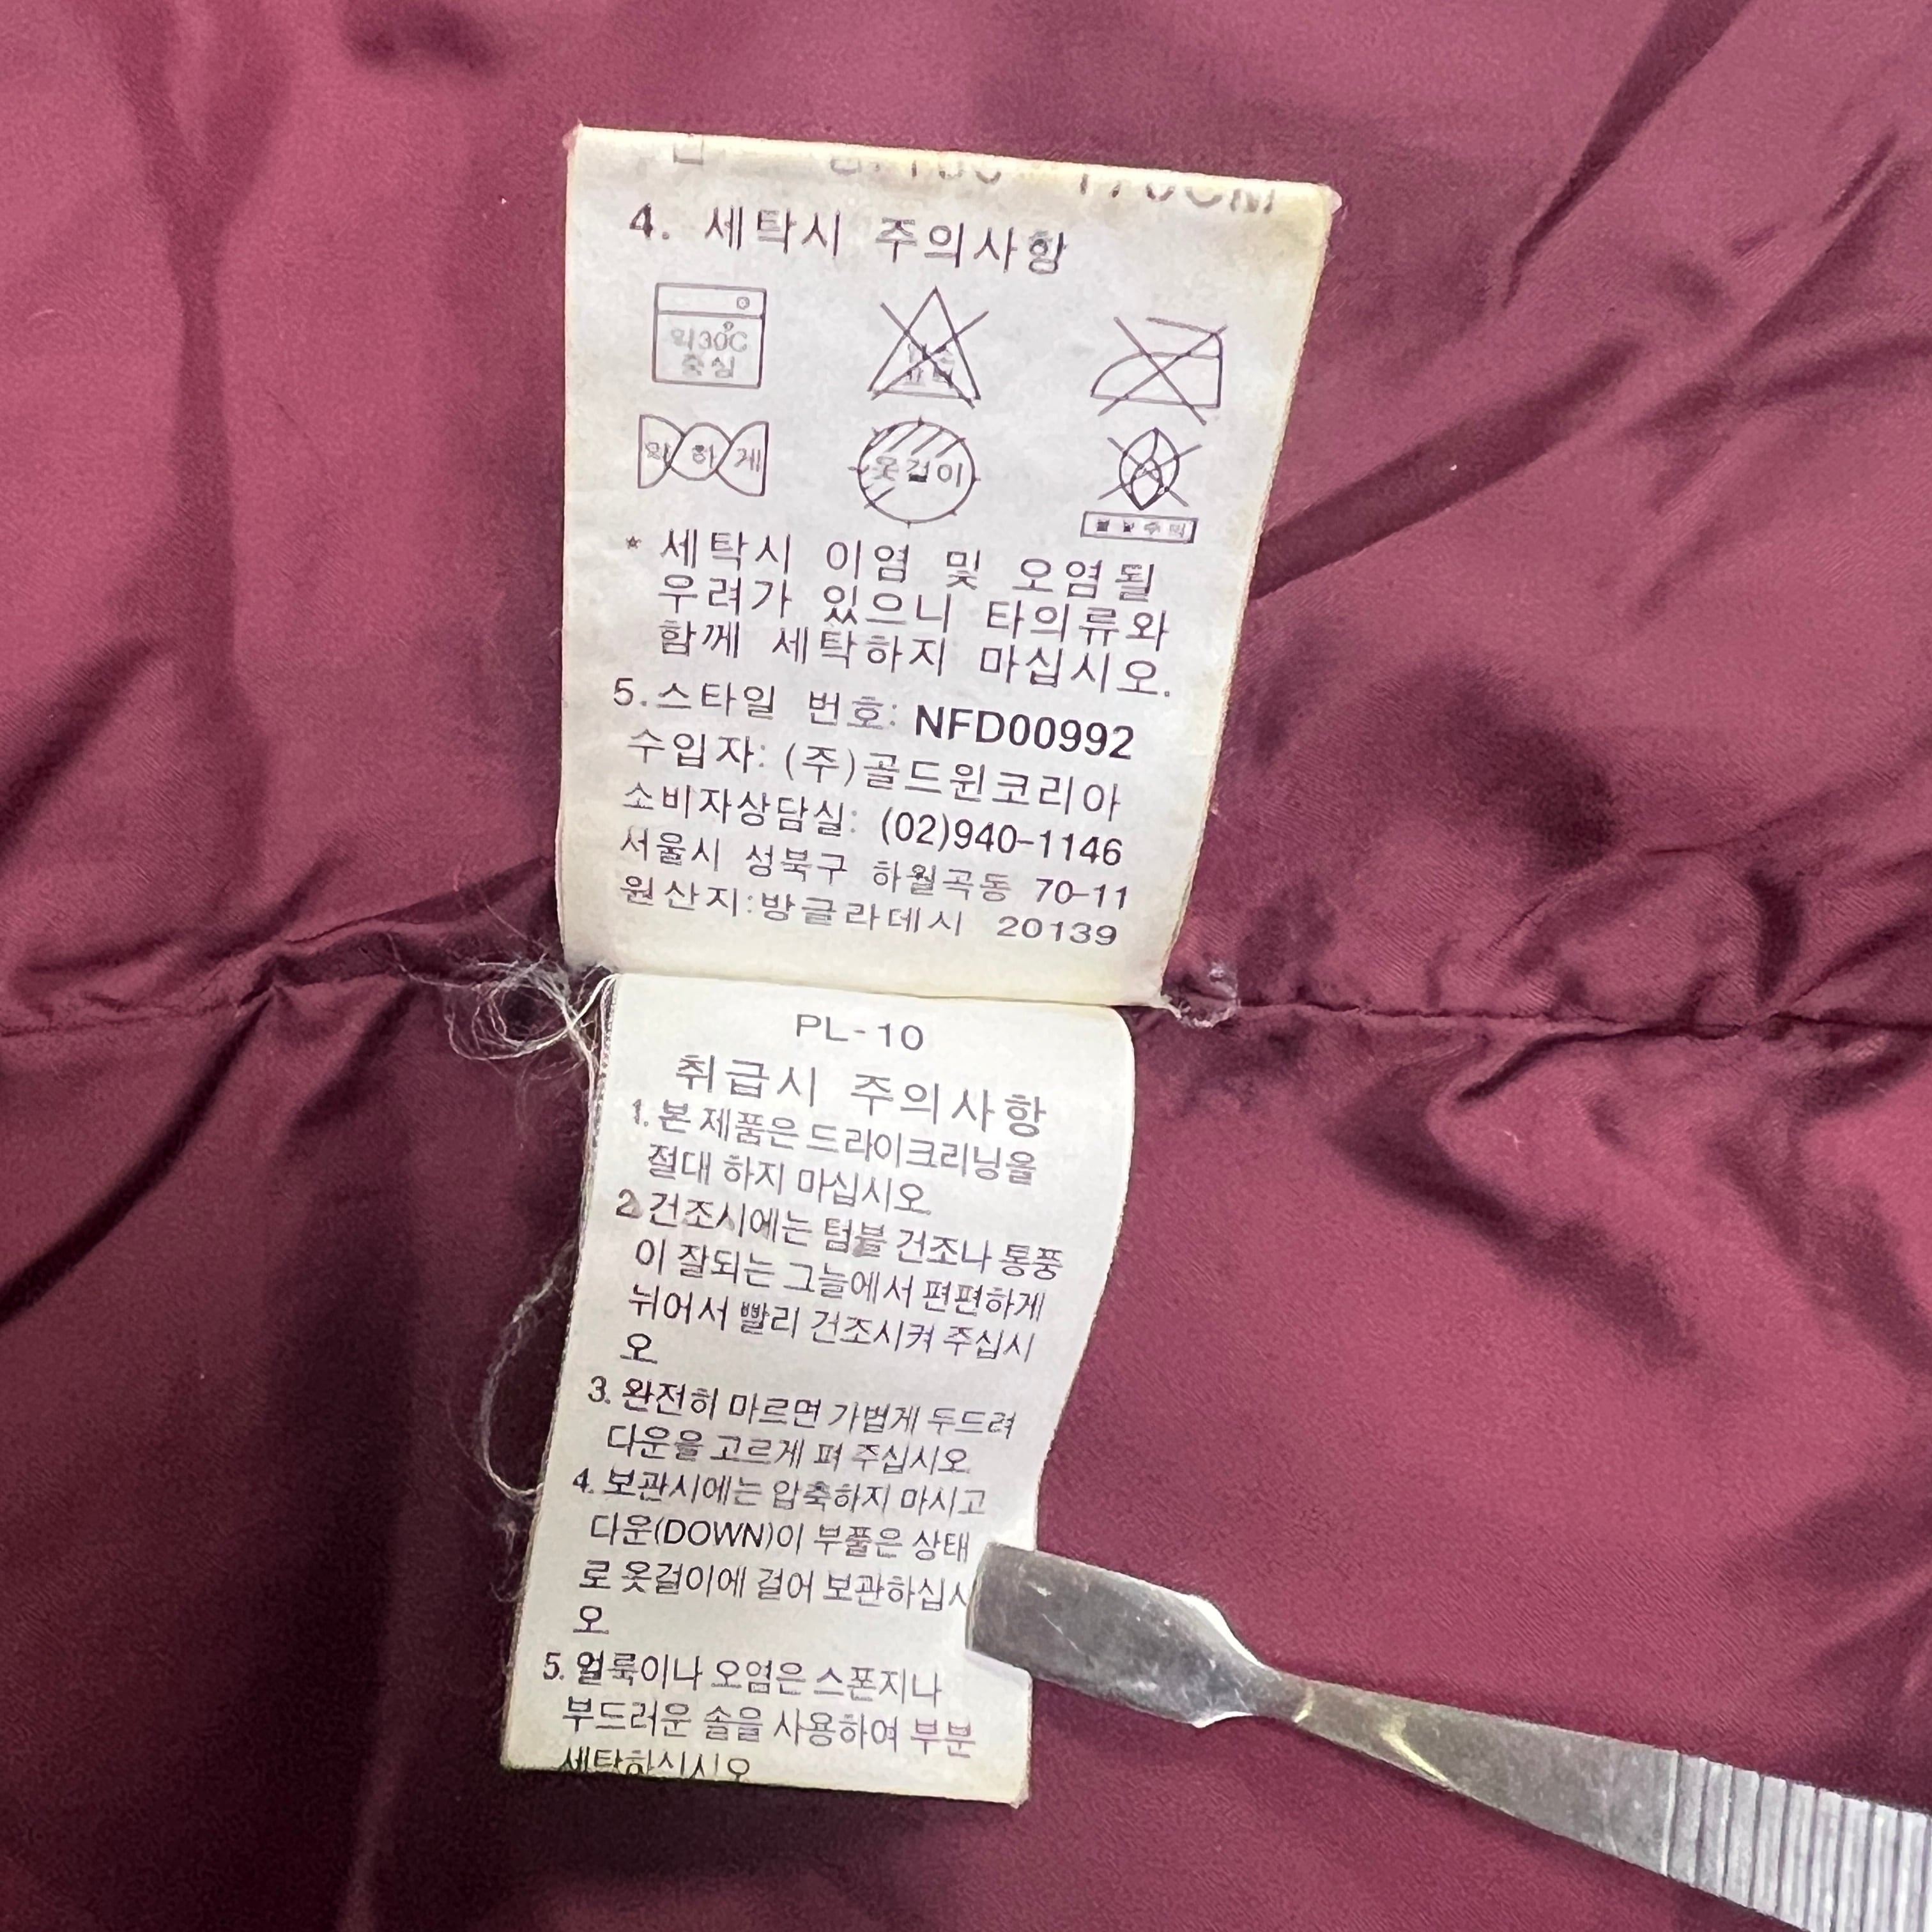 170CM
4. 세탁시 주의사항
약30℃
중성
약하게
옷걸이
* 세탁시 이염 및 오염될
우려가 있으니 타의류와
함께 세탁하지 마십시오.
5.스타일 번호: NFD00992
수입자: (주)골드윈코리아
소비자상담실: (02)940-1146
서울시 성북구 하월곡동 70-11
원산지:방글라데시 20139
PL-10
취급시 주의사항
1. 본 제품은 드라이크리닝을
절대 하지 마십시오.
2. 건조시에는 텀블 건조나 통풍
이 잘되는 그늘에서 편편하게
뉘어서 빨리 건조시켜 주십시
오.
3. 완전히 마르면 가볍게 두드려
다운을 고르게 펴 주십시오.
4. 보관시에는 압축하지 마시고
다운(DOWN)이 부풀은 상태
로 옷걸이에 걸어 보관하십시
오.
5. 얼룩이나 오염은 스폰지나
부드러운 솔을 사용하여 부분
세탁하십시오